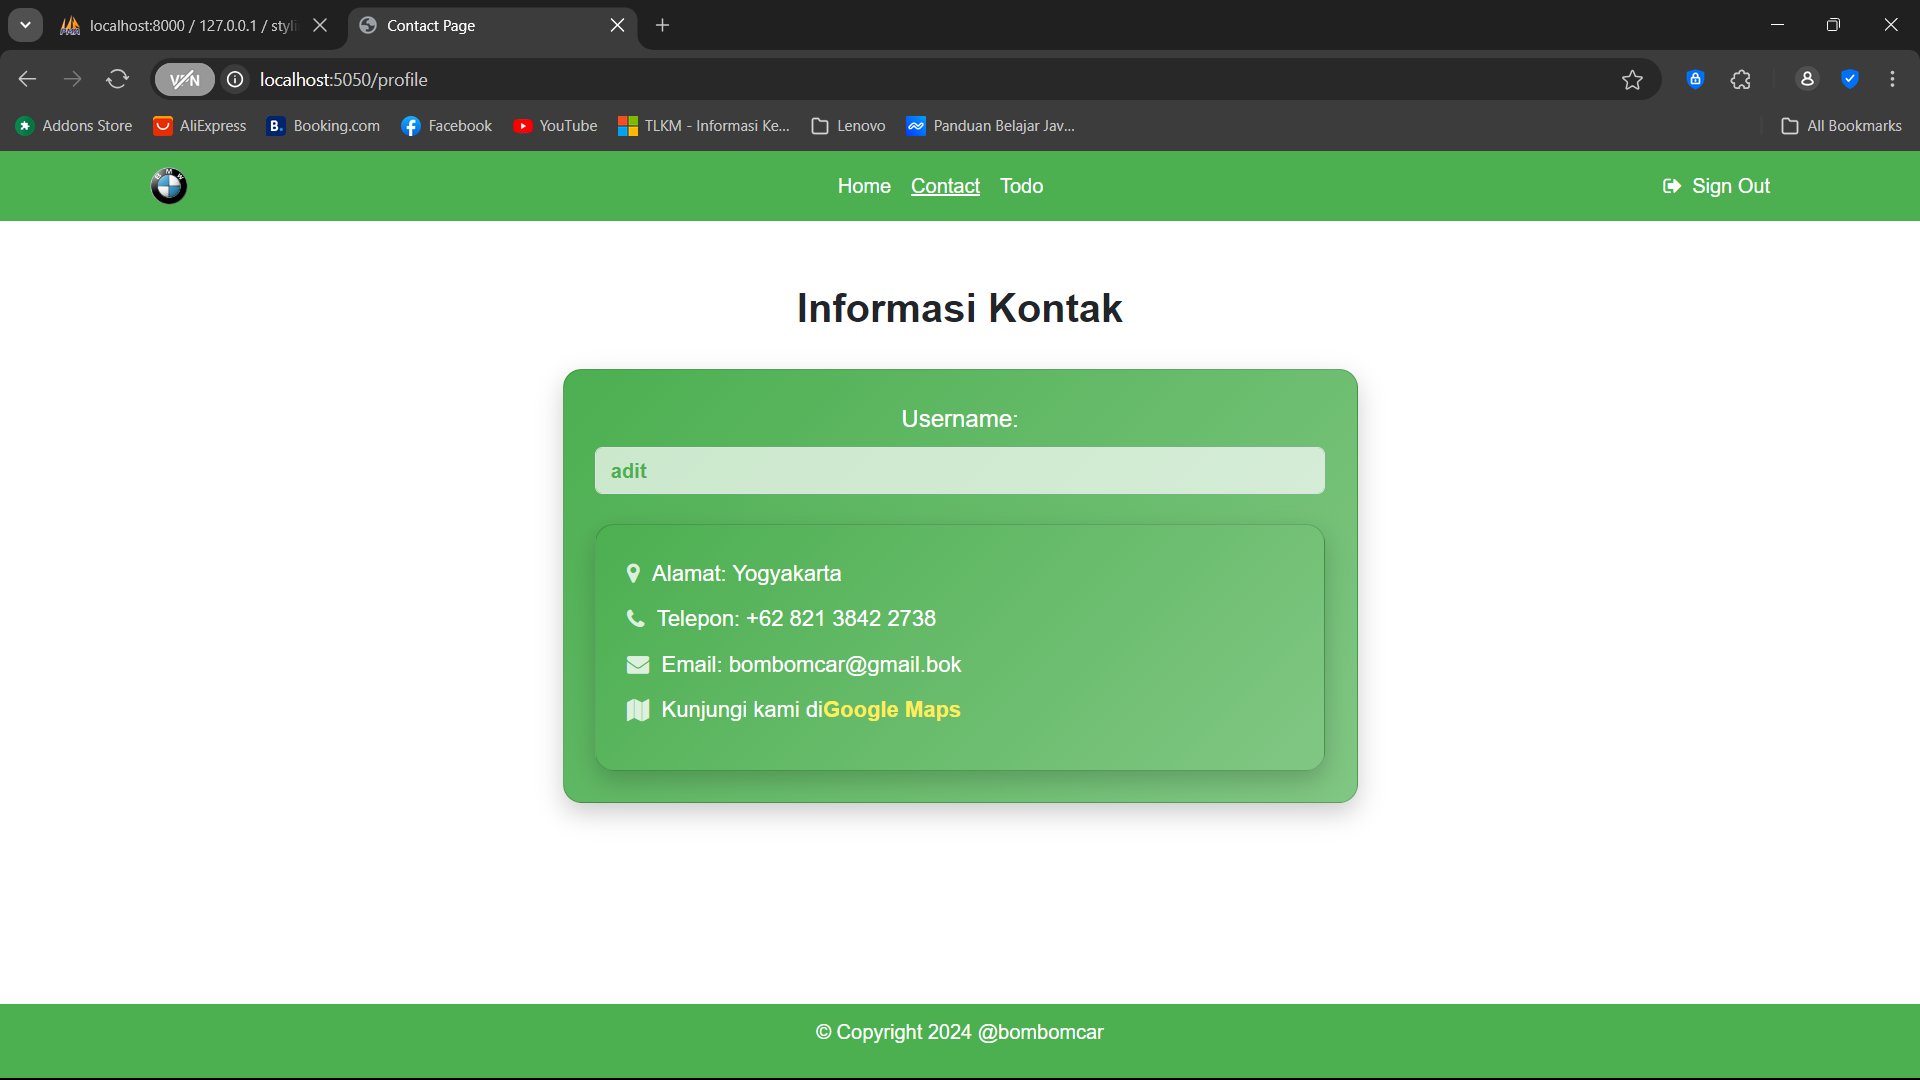 localhost:8000 / 127.0.0.1 / styli
Contact Page
VPN
localhost:5050/profile
Addons Store
AliExpress
Booking.com
Facebook
YouTube
TLKM - Informasi Ke...
Lenovo
Panduan Belajar Jav...
All Bookmarks
BMW
Home
Contact
Todo
Sign Out
Informasi Kontak
Username:
adit
Alamat: Yogyakarta
Telepon: +62 821 3842 2738
Email: bombomcar@gmail.bok
Kunjungi kami diGoogle Maps
© Copyright 2024 @bombomcar